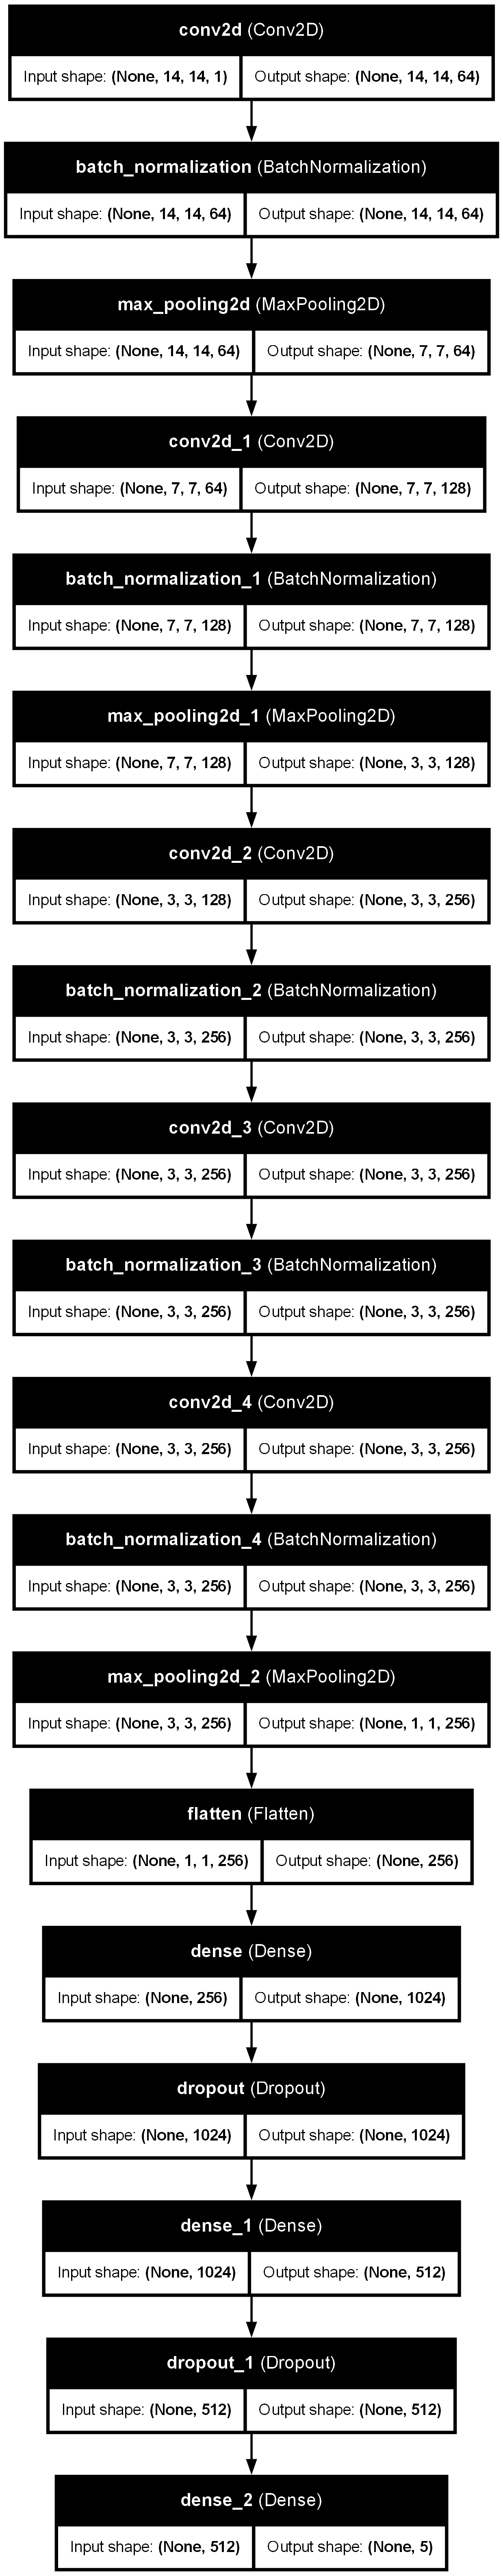 conv2d (Conv2D)
Input shape: (None, 14, 14, 1) Output shape: (None, 14, 14, 64)
batch_normalization (BatchNormalization)
Input shape: (None, 14, 14, 64) Output shape: (None, 14, 14, 64)
max_pooling2d (MaxPooling2D)
Input shape: (None, 14, 14, 64) Output shape: (None, 7, 7, 64)
conv2d_1 (Conv2D)
Input shape: (None, 7, 7, 64) Output shape: (None, 7, 7, 128)
batch_normalization_1 (BatchNormalization)
Input shape: (None, 7, 7, 128) Output shape: (None, 7, 7, 128)
max_pooling2d_1 (MaxPooling2D)
Input shape: (None, 7, 7, 128) Output shape: (None, 3, 3, 128)
conv2d_2 (Conv2D)
Input shape: (None, 3, 3, 128) Output shape: (None, 3, 3, 256)
batch_normalization_2 (BatchNormalization)
Input shape: (None, 3, 3, 256) Output shape: (None, 3, 3, 256)
conv2d_3 (Conv2D)
Input shape: (None, 3, 3, 256) Output shape: (None, 3, 3, 256)
batch_normalization_3 (BatchNormalization)
Input shape: (None, 3, 3, 256) Output shape: (None, 3, 3, 256)
conv2d_4 (Conv2D)
Input shape: (None, 3, 3, 256) Output shape: (None, 3, 3, 256)
batch_normalization_4 (BatchNormalization)
Input shape: (None, 3, 3, 256) Output shape: (None, 3, 3, 256)
max_pooling2d_2 (MaxPooling2D)
Input shape: (None, 3, 3, 256) Output shape: (None, 1, 1, 256)
flatten (Flatten)
Input shape: (None, 1, 1, 256) Output shape: (None, 256)
dense (Dense)
Input shape: (None, 256) Output shape: (None, 1024)
dropout (Dropout)
Input shape: (None, 1024) Output shape: (None, 1024)
dense_1 (Dense)
Input shape: (None, 1024) Output shape: (None, 512)
dropout_1 (Dropout)
Input shape: (None, 512) Output shape: (None, 512)
dense_2 (Dense)
Input shape: (None, 512) Output shape: (None, 5)